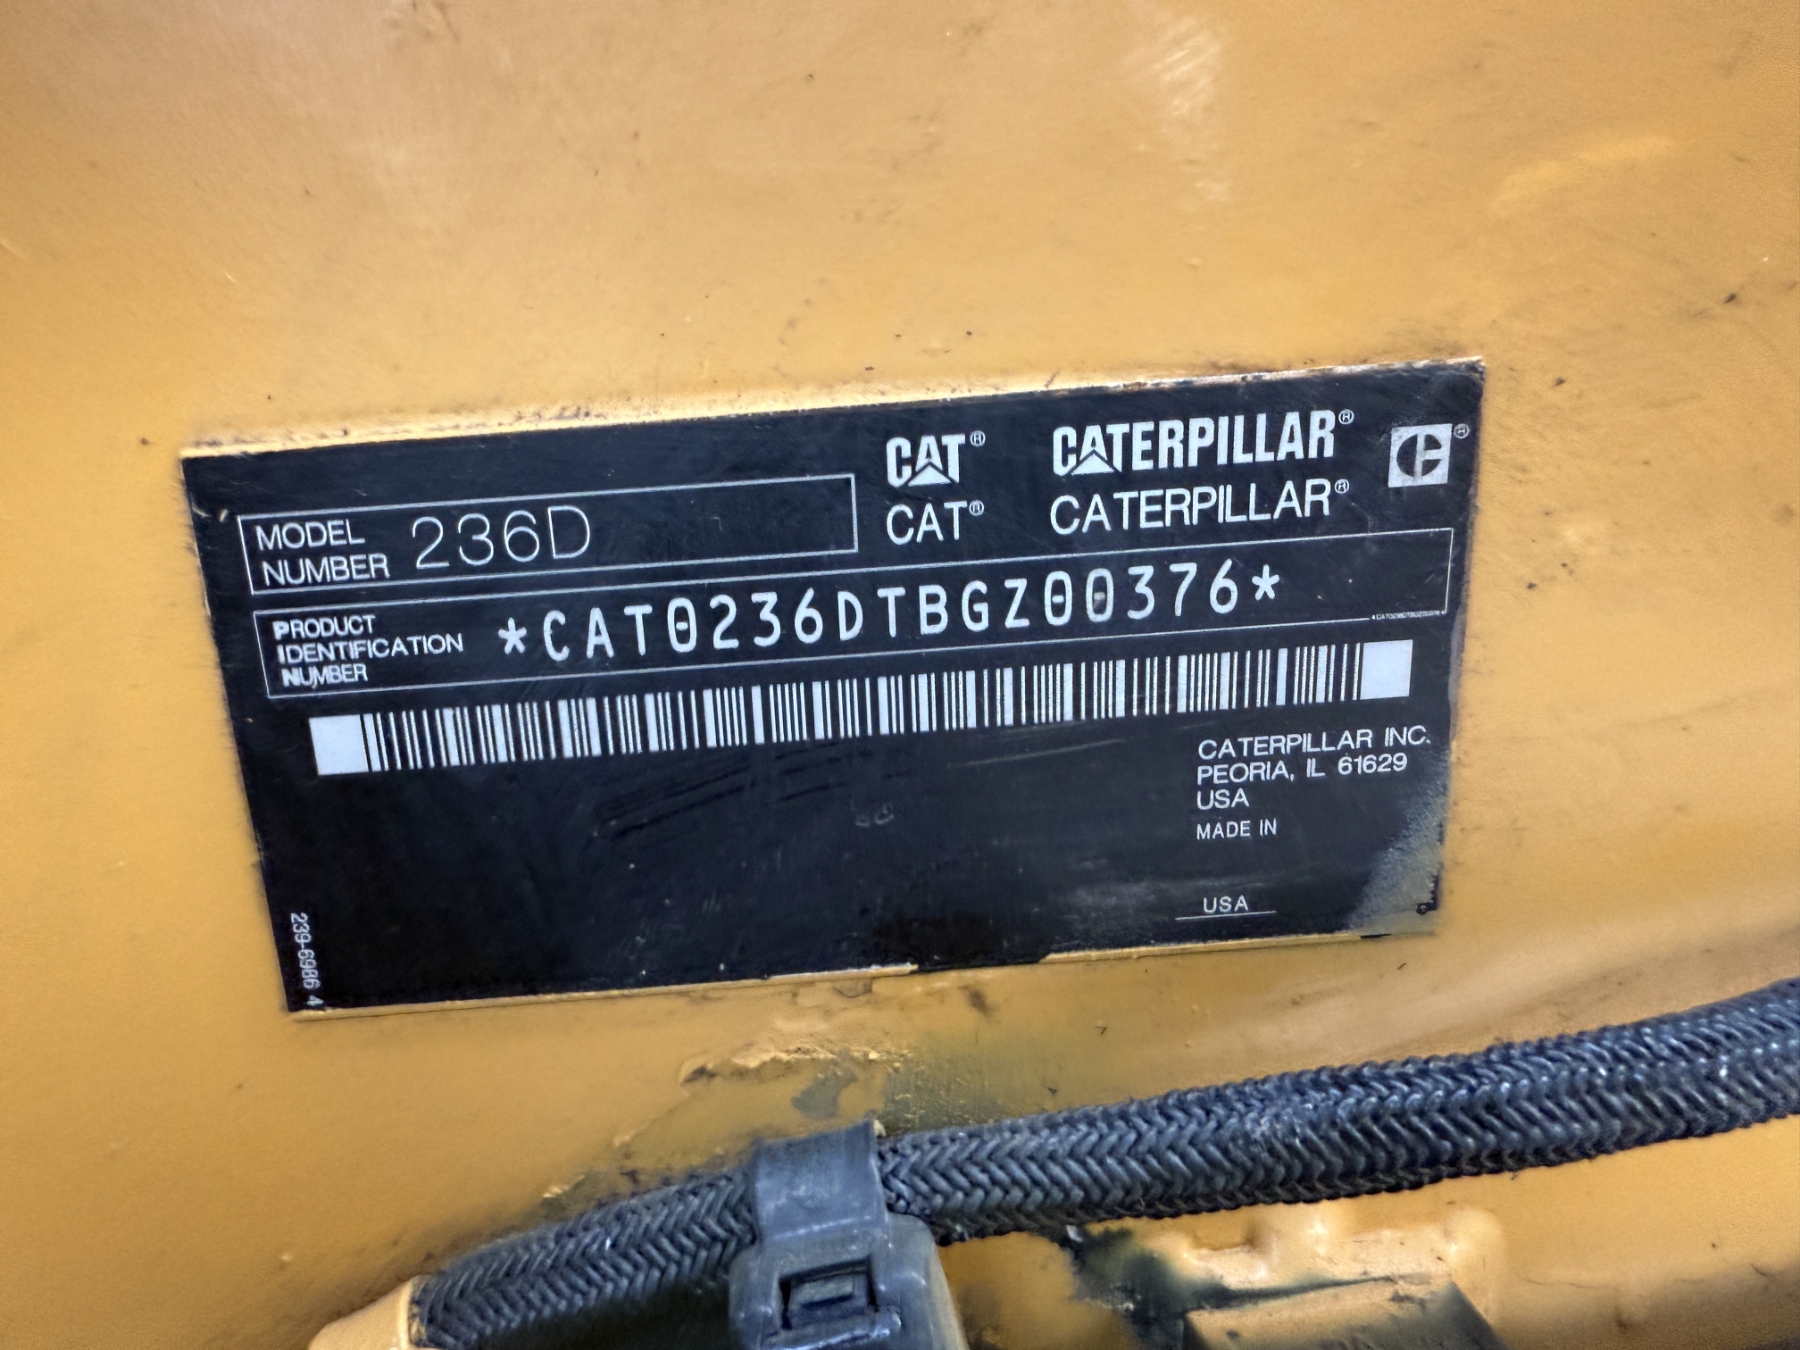 CAT® CATERPILLAR®
CAT® CATERPILLAR®
MODEL
NUMBER 236D
PRODUCT
IDENTIFICATION
NUMBER
*CAT0236DTBGZ00376*
*CAT0236DTBGZ00376*
CATERPILLAR INC.
PEORIA, IL 61629
USA
MADE IN
USA
239-6986 4